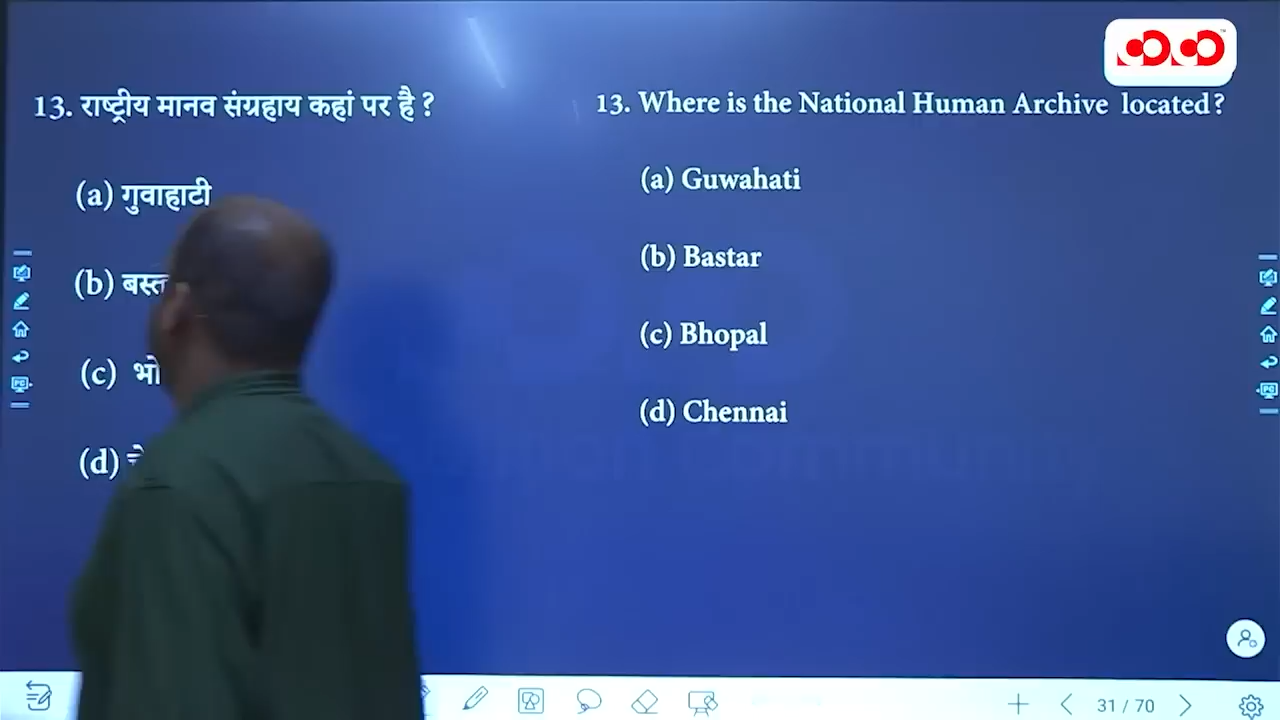 13. राष्ट्रीय मानव संग्रहाय कहां पर है ?
(a) गुवाहाटी
(b)
(c)
(d)
13. Where is the National Human Archive located?
(a) Guwahati
(b) Bastar
(c) Bhopal
(d) Chennai
31 / 70